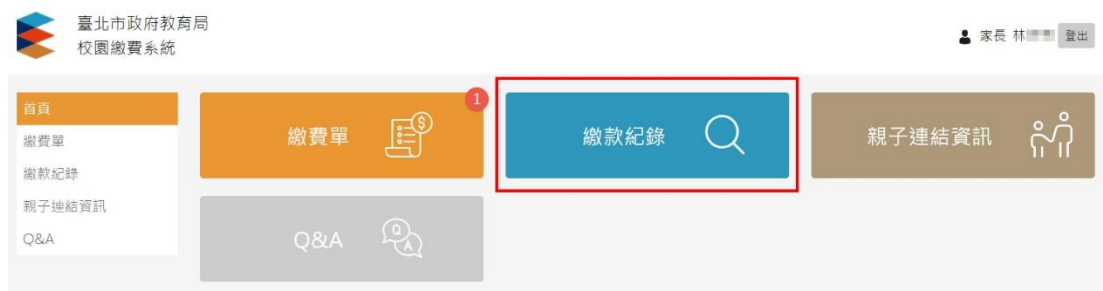 臺北市政府教育局
校園繳費系統
家長 林 登出
首頁
繳費單
繳款紀錄
親子連結資訊
Q&A
繳費單
1
繳款紀錄
親子連結資訊
Q&A
Q
A